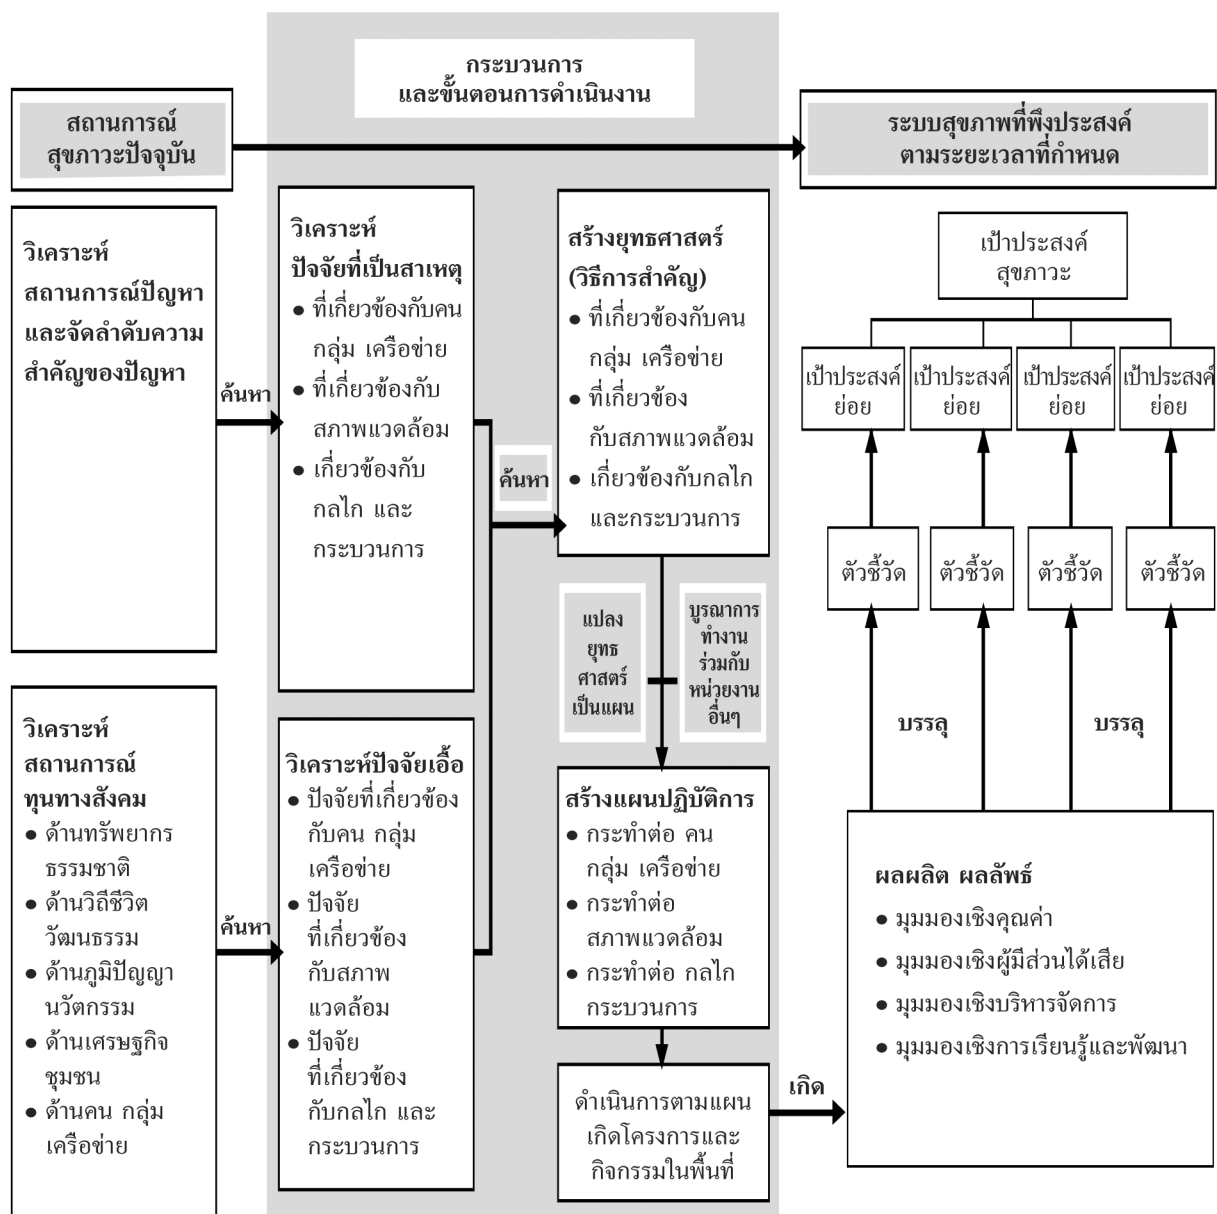 กระบวนการ
และขั้นตอนการดำเนินงาน
สถานการณ์
สุขภาวะปัจจุบัน
ระบบสุขภาพที่พึงประสงค์
ตามระยะเวลาที่กำหนด
วิเคราะห์
สถานการณ์ปัญหา
และจัดลำดับความ
สำคัญของปัญหา
ค้นหา
วิเคราะห์
ปัจจัยที่เป็นสาเหตุ
● ที่เกี่ยวข้องกับคน
กลุ่ม เครือข่าย
● ที่เกี่ยวข้องกับ
สภาพแวดล้อม
● เกี่ยวข้องกับ
กลไก และ
กระบวนการ
ค้นหา
สร้างยุทธศาสตร์
(วิธีการสำคัญ)
● ที่เกี่ยวข้องกับคน
กลุ่ม เครือข่าย
● ที่เกี่ยวข้อง
กับสภาพแวดล้อม
● เกี่ยวข้องกับกลไก
และกระบวนการ
แปลง
ยุทธ
ศาสตร์
เป็นแผน
บูรณาการ
ทำงาน
ร่วมกับ
หน่วยงาน
อื่นๆ
วิเคราะห์
สถานการณ์
ทุนทางสังคม
● ด้านทรัพยากร
ธรรมชาติ
● ด้านวิถีชีวิต
วัฒนธรรม
● ด้านภูมิปัญญา
นวัตกรรม
● ด้านเศรษฐกิจ
ชุมชน
● ด้านคน กลุ่ม
เครือข่าย
ค้นหา
วิเคราะห์ปัจจัยเอื้อ
● ปัจจัยที่เกี่ยวข้อง
กับคน กลุ่ม
เครือข่าย
● ปัจจัย
ที่เกี่ยวข้อง
กับสภาพ
แวดล้อม
● ปัจจัย
ที่เกี่ยวข้อง
กับกลไก และ
กระบวนการ
สร้างแผนปฏิบัติการ
● กระทำต่อ คน
กลุ่ม เครือข่าย
● กระทำต่อ
สภาพแวดล้อม
● กระทำต่อ กลไก
กระบวนการ
ดำเนินการตามแผน
เกิดโครงการและ
กิจกรรมในพื้นที่
เกิด
เป้าประสงค์
สุขภาวะ
เป้าประสงค์
ย่อย
เป้าประสงค์
ย่อย
เป้าประสงค์
ย่อย
เป้าประสงค์
ย่อย
ตัวชี้วัด
ตัวชี้วัด
ตัวชี้วัด
ตัวชี้วัด
บรรลุ
บรรลุ
ผลผลิต ผลลัพธ์
● มุมมองเชิงคุณค่า
● มุมมองเชิงผู้มีส่วนได้เสีย
● มุมมองเชิงบริหารจัดการ
● มุมมองเชิงการเรียนรู้และพัฒนา